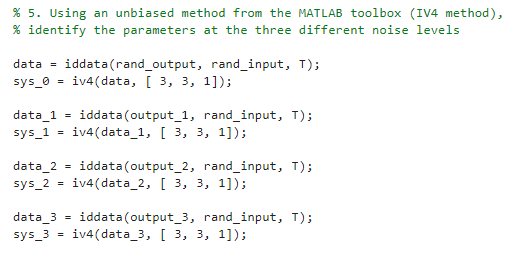 % 5. Using an unbiased method from the MATLAB toolbox (IV4 method),
% identify the parameters at the three different noise levels
data = iddata(rand_output, rand_input, T);
sys_0 = iv4(data, [ 3, 3, 1]);
data_1 = iddata(output_1, rand_input, T);
sys_1 = iv4(data_1, [ 3, 3, 1]);
data_2 = iddata(output_2, rand_input, T);
sys_2 = iv4(data_2, [ 3, 3, 1]);
data_3 = iddata(output_3, rand_input, T);
sys_3 = iv4(data_3, [ 3, 3, 1]);